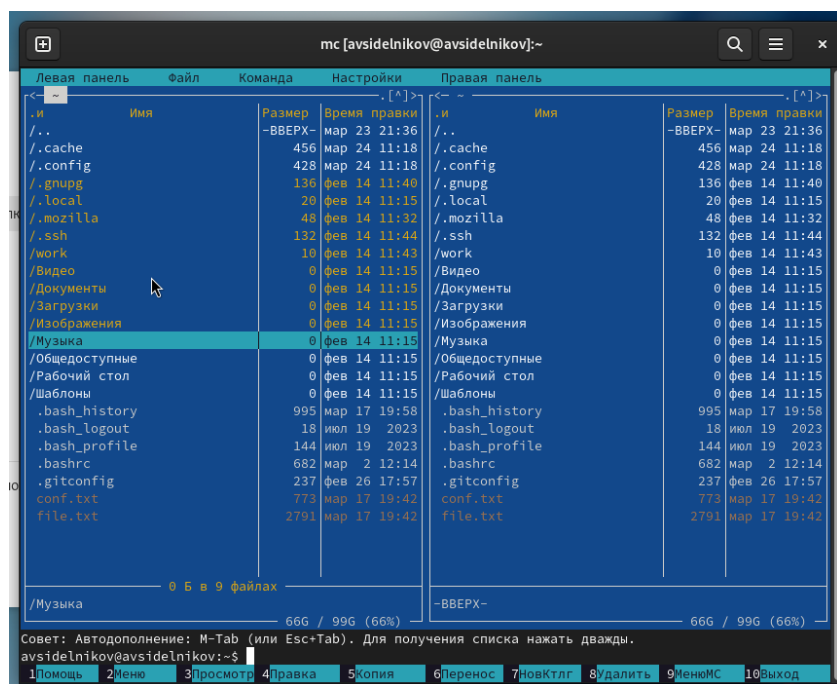 mc [avsidelnikov@avsidelnikov]:~
Левая панель Файл Команда Настройки Правая панель
<- ~ .[^]> <- ~ .[^]>
.и Имя Размер Время правки .и Имя Размер Время правки
/.. -ВВЕРХ- мар 23 21:36 /.. -ВВЕРХ- мар 23 21:36
/.cache 456 мар 24 11:18 /.cache 456 мар 24 11:18
/.config 428 мар 24 11:18 /.config 428 мар 24 11:18
/.gnupg 136 фев 14 11:40 /.gnupg 136 фев 14 11:40
/.local 20 фев 14 11:15 /.local 20 фев 14 11:15
/.mozilla 48 фев 14 11:32 /.mozilla 48 фев 14 11:32
/.ssh 132 фев 14 11:44 /.ssh 132 фев 14 11:44
/work 10 фев 14 11:43 /work 10 фев 14 11:43
/Видео 0 фев 14 11:15 /Видео 0 фев 14 11:15
/Документы 0 фев 14 11:15 /Документы 0 фев 14 11:15
/Загрузки 0 фев 14 11:15 /Загрузки 0 фев 14 11:15
/Изображения 0 фев 14 11:15 /Изображения 0 фев 14 11:15
/Музыка 0 фев 14 11:15 /Музыка 0 фев 14 11:15
/Общедоступные 0 фев 14 11:15 /Общедоступные 0 фев 14 11:15
/Рабочий стол 0 фев 14 11:15 /Рабочий стол 0 фев 14 11:15
/Шаблоны 0 фев 14 11:15 /Шаблоны 0 фев 14 11:15
.bash_history 995 мар 17 19:58 .bash_history 995 мар 17 19:58
.bash_logout 18 июл 19 2023 .bash_logout 18 июл 19 2023
.bash_profile 144 июл 19 2023 .bash_profile 144 июл 19 2023
.bashrc 682 мар 2 12:14 .bashrc 682 мар 2 12:14
.gitconfig 237 фев 26 17:57 .gitconfig 237 фев 26 17:57
conf.txt 773 мар 17 19:42 conf.txt 773 мар 17 19:42
file.txt 2791 мар 17 19:42 file.txt 2791 мар 17 19:42
0 Б в 9 файлах
/Музыка -ВВЕРХ-
66G / 99G (66%) 66G / 99G (66%)
Совет: Автодополнение: M-Tab (или Esc+Tab). Для получения списка нажать дважды.
avsidelnikov@avsidelnikov:~$
1Помощь 2Меню 3Просмотр 4Правка 5Копия 6Перенос 7НовКтлг 8Удалить 9МенюМС 10Выход